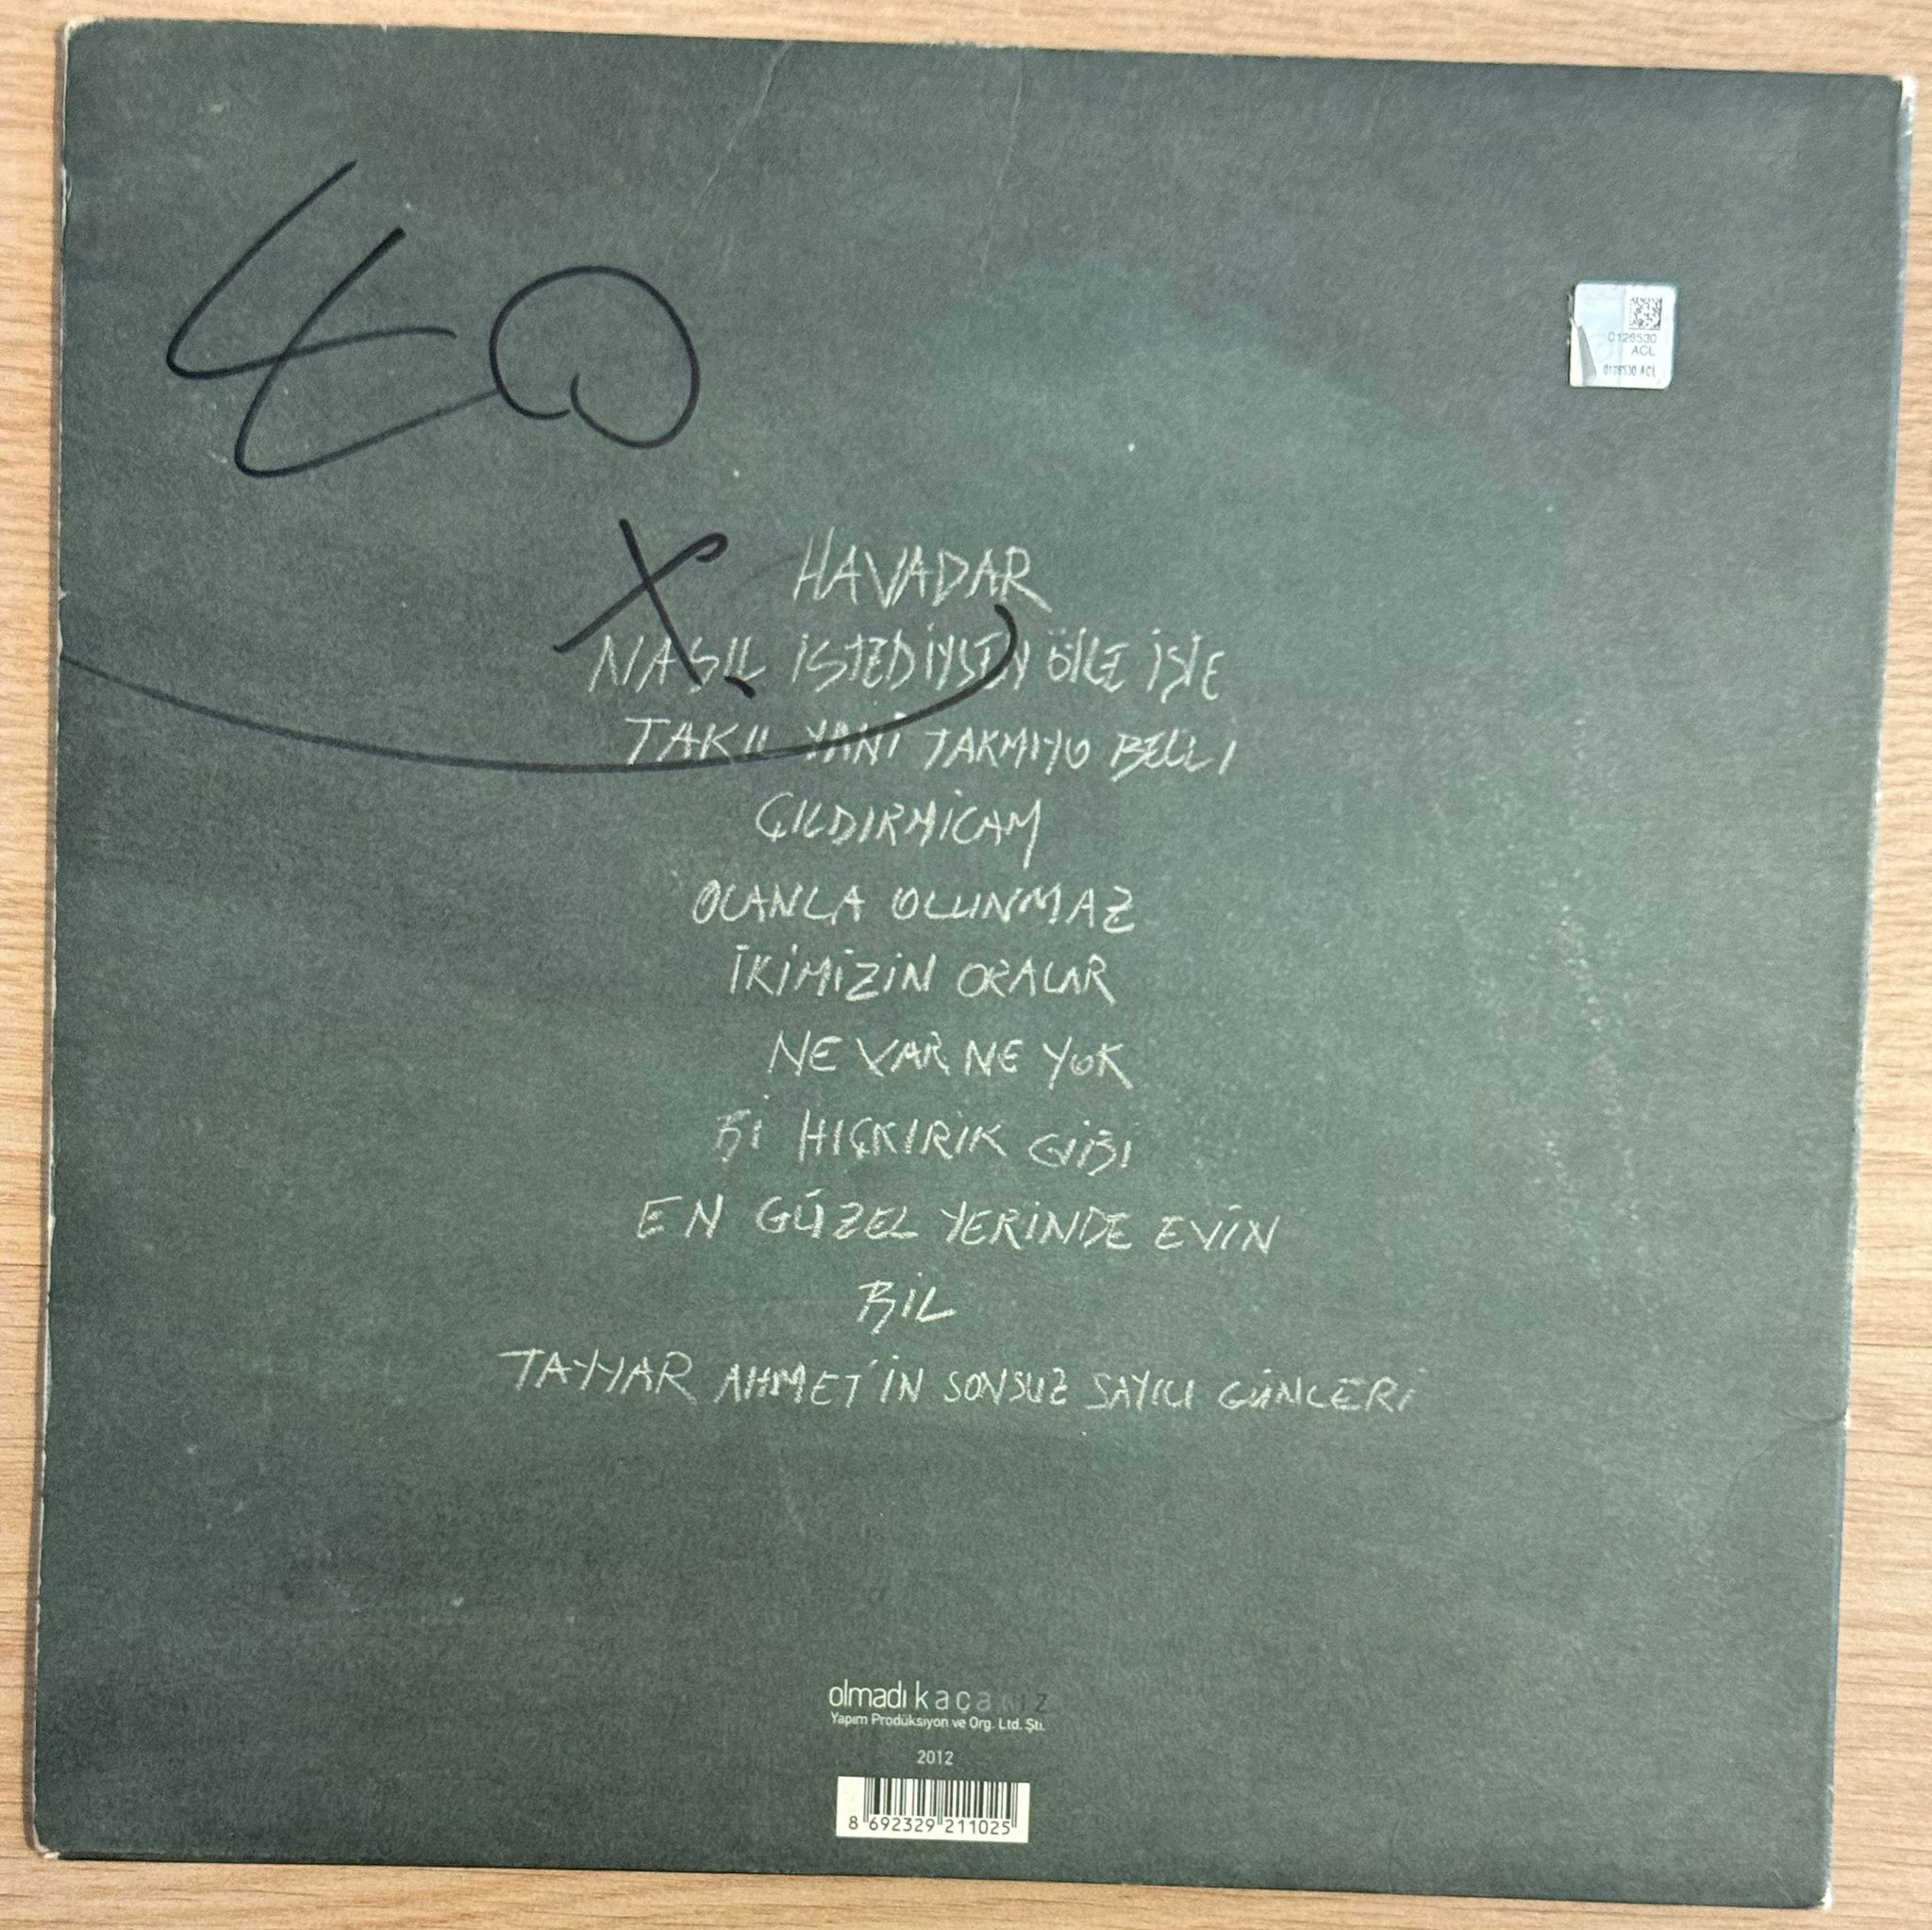 0126530
ACL
0126530 ACL
HAVADAR
NASIL İSTEDİYSEN ÖYLE İŞLE
TAKIL YANİ TAKMIYO BELLİ
ÇILDIRMICAM
OLANLA OLUNMAZ
İKİMİZİN ORALAR
NE VAR NE YOK
Bİ HIÇKIRIK GİBİ
EN GÜZEL YERİNDE EVİN
BİL
TAYYAR AHMET'İN SONSUZ SAYILI GÜNLERİ
olmadı kaçarız
Yapım Prodüksiyon ve Org. Ltd. Şti.
2012
8 692329 211025